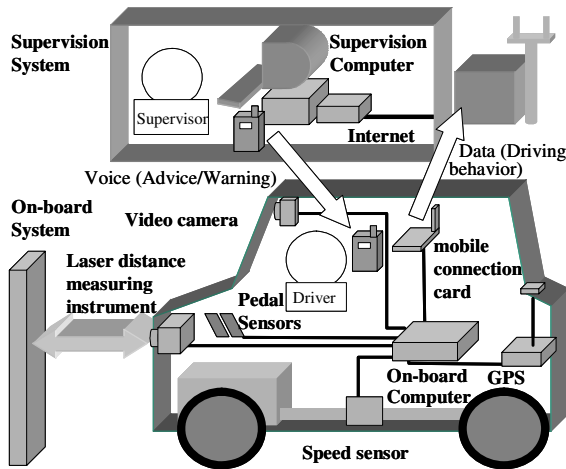 Supervision
System
Supervision
Computer
Supervisor
Internet
Data (Driving
behavior)
Voice (Advice/Warning)
On-board
System
Video camera
Laser distance
measuring
instrument
mobile
connection
card
Pedal
Sensors
Driver
On-board
Computer
GPS
Speed sensor